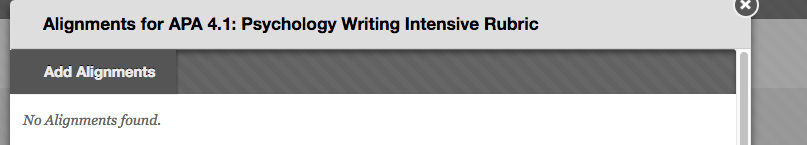 Alignments for APA 4.1: Psychology Writing Intensive Rubric
Add Alignments
No Alignments found.